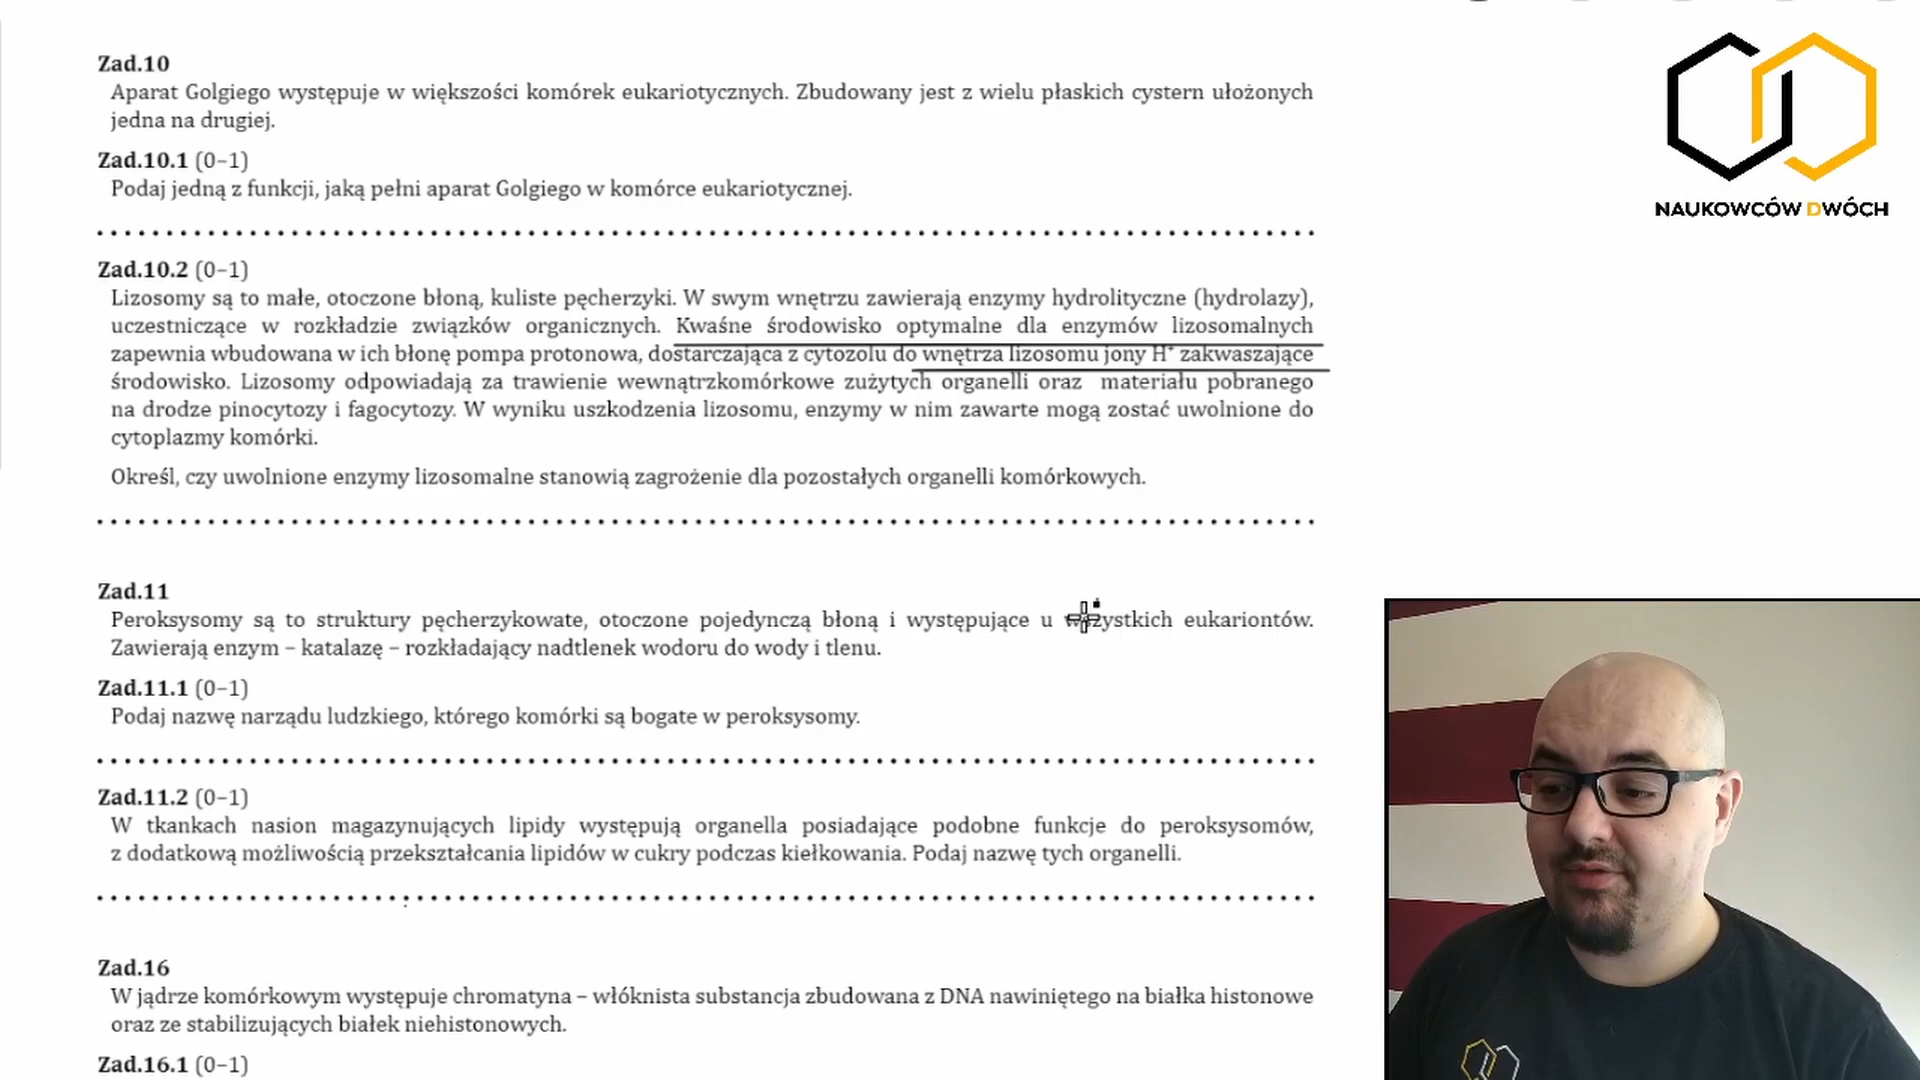 Zad.10
Aparat Golgiego występuje w większości komórek eukariotycznych. Zbudowany jest z wielu płaskich cystern ułożonych
jedna na drugiej.
Zad.10.1 (0–1)
Podaj jedną z funkcji, jaką pełni aparat Golgiego w komórce eukariotycznej.
Zad.10.2 (0–1)
Lizosomy są to małe, otoczone błoną, kuliste pęcherzyki. W swym wnętrzu zawierają enzymy hydrolityczne (hydrolazy),
uczestniczące w rozkładzie związków organicznych. Kwaśne środowisko optymalne dla enzymów lizosomalnych
zapewnia wbudowana w ich błonę pompa protonowa, dostarczająca z cytozolu do wnętrza lizosomu jony H⁺ zakwaszające
środowisko. Lizosomy odpowiadają za trawienie wewnątrzkomórkowe zużytych organelli oraz materiału pobranego
na drodze pinocytozy i fagocytozy. W wyniku uszkodzenia lizosomu, enzymy w nim zawarte mogą zostać uwolnione do
cytoplazmy komórki.
Określ, czy uwolnione enzymy lizosomalne stanowią zagrożenie dla pozostałych organelli komórkowych.
Zad.11
Peroksysomy są to struktury pęcherzykowate, otoczone pojedynczą błoną i występujące u wszystkich eukariontów.
Zawierają enzym – katalazę – rozkładający nadtlenek wodoru do wody i tlenu.
Zad.11.1 (0–1)
Podaj nazwę narządu ludzkiego, którego komórki są bogate w peroksysomy.
Zad.11.2 (0–1)
W tkankach nasion magazynujących lipidy występują organella posiadające podobne funkcje do peroksysomów,
z dodatkową możliwością przekształcania lipidów w cukry podczas kiełkowania. Podaj nazwę tych organelli.
Zad.16
W jądrze komórkowym występuje chromatyna – włóknista substancja zbudowana z DNA nawiniętego na białka histonowe
oraz ze stabilizujących białek niehistonowych.
Zad.16.1 (0–1)
NAUKOWCÓW DWÓCH